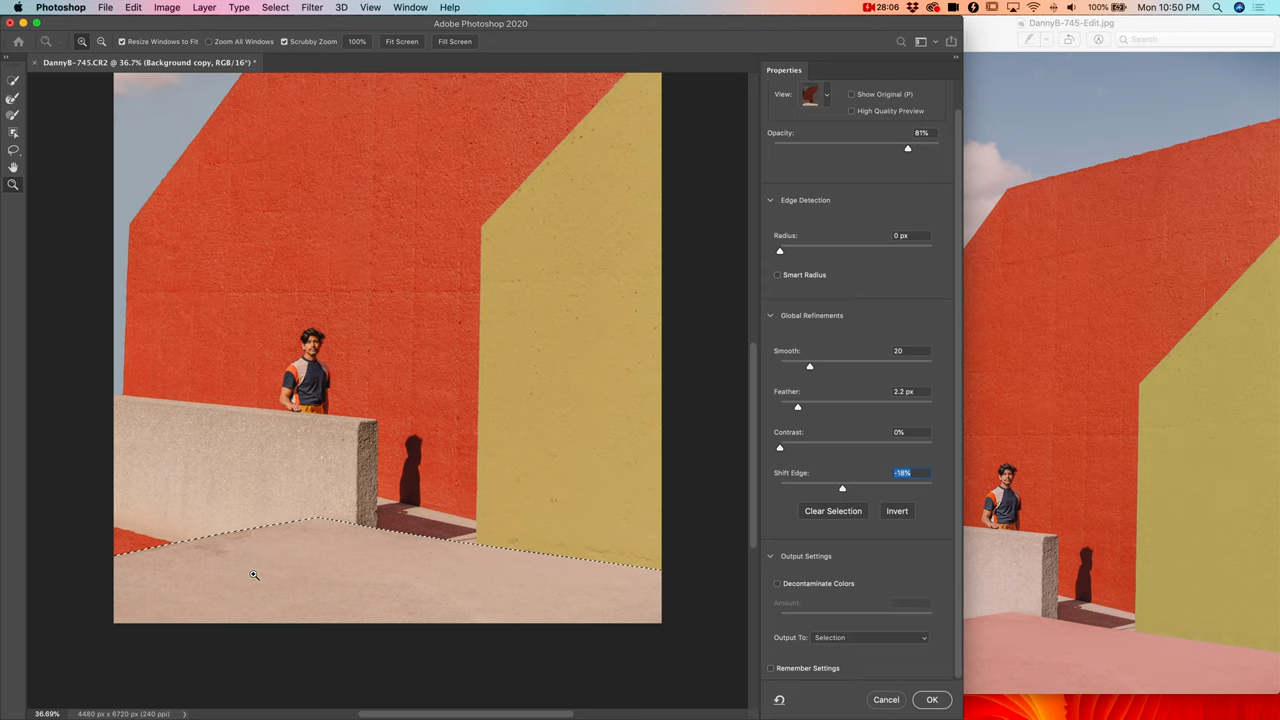 Photoshop File Edit Image Layer Type Select Filter 3D View Window Help 28:06 100% Mon 10:50 PM
Adobe Photoshop 2020
DannyB-745-Edit.jpg
Resize Windows to Fit Zoom All Windows Scrubby Zoom 100% Fit Screen Fill Screen
Search
DannyB-745.CR2 @ 36.7% (Background copy, RGB/16*) *
Properties
View: Show Original (P)
High Quality Preview
Opacity: 81%
Edge Detection
Radius: 0 px
Smart Radius
Global Refinements
Smooth: 20
Feather: 2.2 px
Contrast: 0%
Shift Edge: -18%
Clear Selection Invert
Output Settings
Decontaminate Colors
Amount:
Output To: Selection
Remember Settings
Cancel OK
36.69% 4480 px x 6720 px (240 ppi)